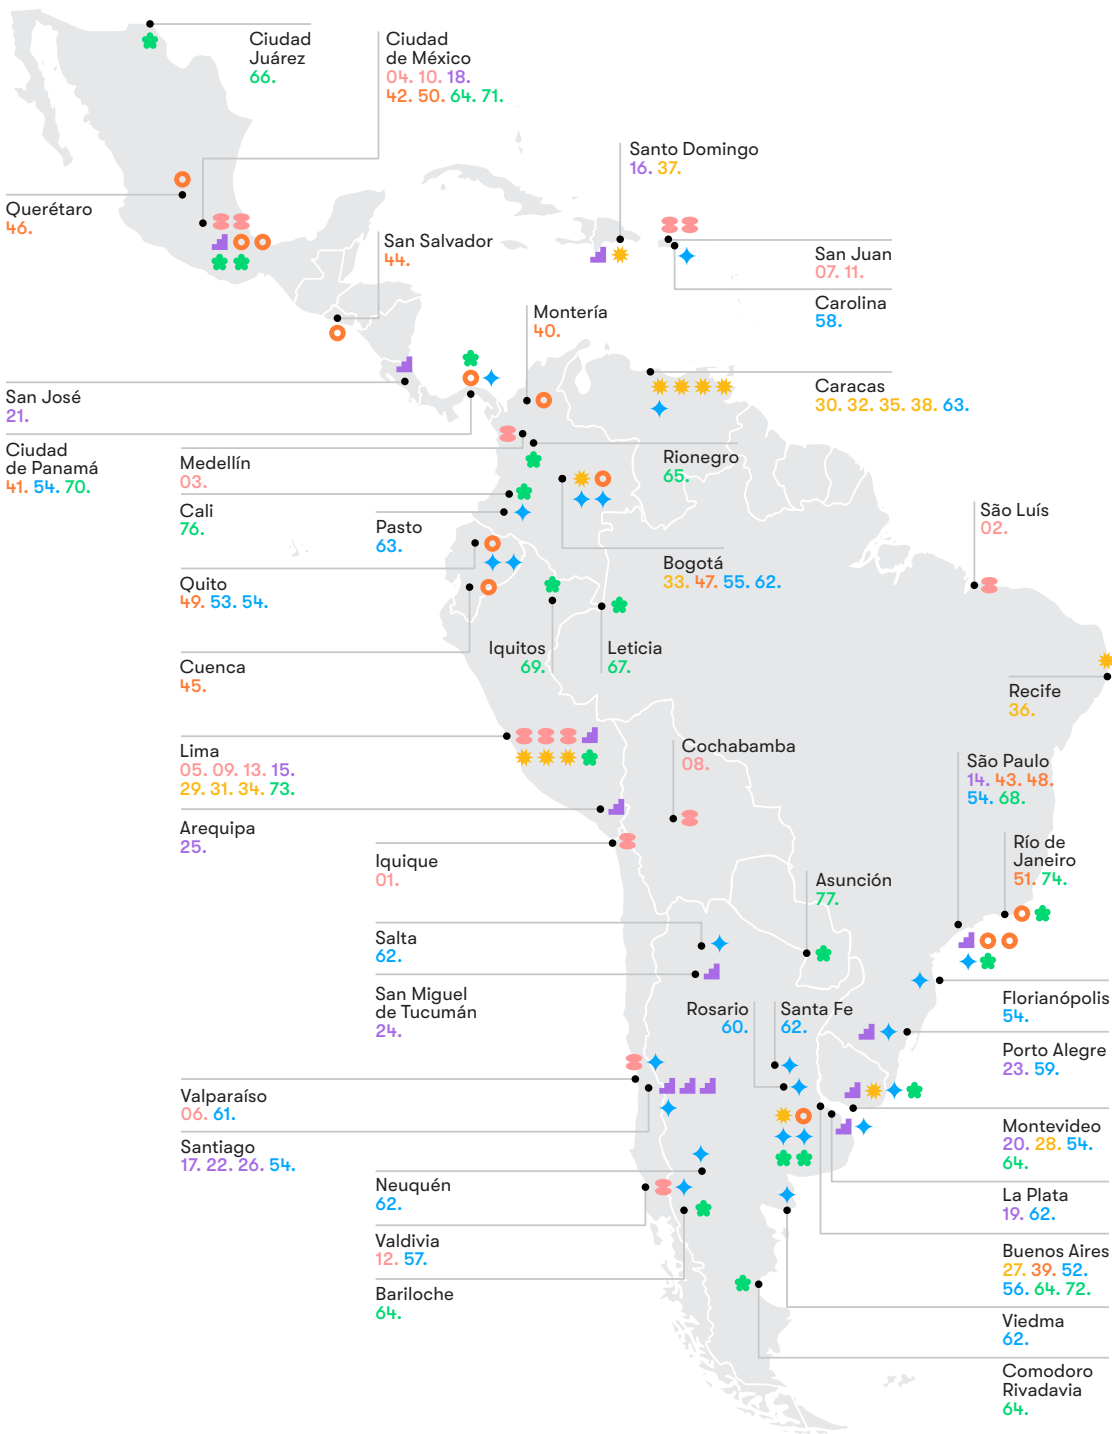 Ciudad
Juárez
66.
Ciudad
de México
04. 10. 18.
42. 50. 64. 71.
Santo Domingo
16. 37.
Querétaro
46.
San Salvador
44.
San Juan
07. 11.
Carolina
58.
Montería
40.
San José
21.
Caracas
30. 32. 35. 38. 63.
Ciudad
de Panamá
41. 54. 70.
Medellín
03.
Rionegro
65.
Cali
76.
Pasto
63.
São Luís
02.
Bogotá
33. 47. 55. 62.
Quito
49. 53. 54.
Iquitos
69.
Leticia
67.
Cuenca
45.
Recife
36.
Lima
05. 09. 13. 15.
29. 31. 34. 73.
Cochabamba
08.
São Paulo
14. 43. 48.
54. 68.
Arequipa
25.
Río de
Janeiro
51. 74.
Iquique
01.
Asunción
77.
Salta
62.
San Miguel
de Tucumán
24.
Rosario
60.
Santa Fe
62.
Florianópolis
54.
Porto Alegre
23. 59.
Valparaíso
06. 61.
Montevideo
20. 28. 54.
64.
Santiago
17. 22. 26. 54.
Neuquén
62.
La Plata
19. 62.
Valdivia
12. 57.
Buenos Aires
27. 39. 52.
56. 64. 72.
Bariloche
64.
Viedma
62.
Comodoro
Rivadavia
64.